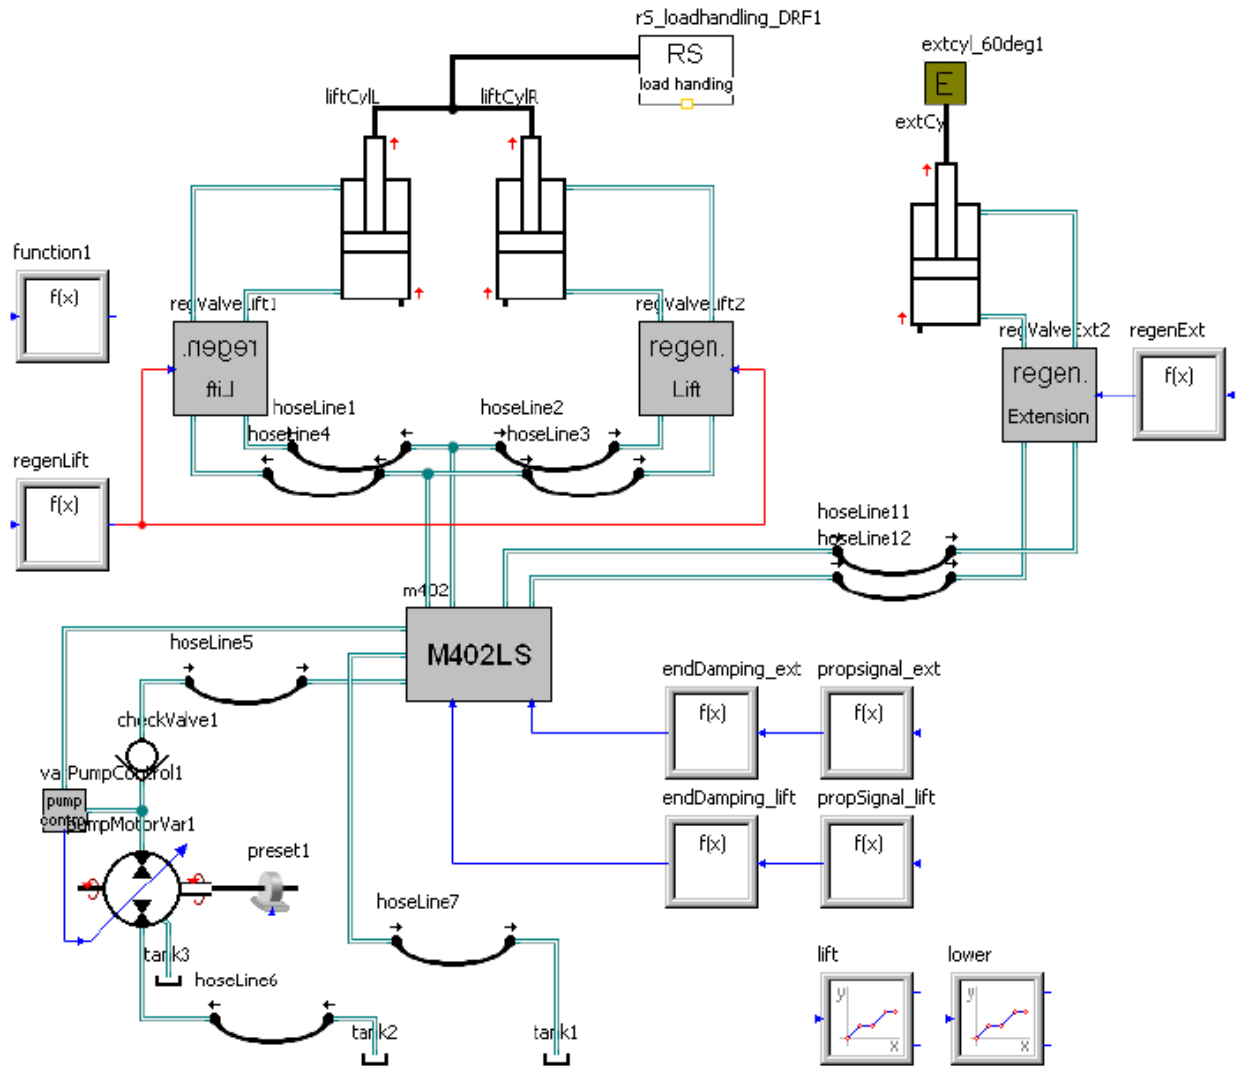 rS_loadhandling_DRF1
RS
load handing
extcyl_60deg1
E
liftCylL
liftCylR
extCy
function1
f(x)
regValveLift1
regValveLift2
regValveExt2
regenExt
regen.
Lift
regen.
Lift
regen.
Extension
f(x)
hoseLine1
hoseLine2
hoseLine4
hoseLine3
regenLift
f(x)
hoseLine11
hoseLine12
m402
M402LS
hoseLine5
endDamping_ext
propsignal_ext
f(x)
f(x)
checkValve1
varPumpControl1
pump
control
pumpMotorVar1
endDamping_lift
propSignal_lift
f(x)
f(x)
preset1
hoseLine7
tank3
hoseLine6
tank2
tank1
lift
lower
y
x
y
x